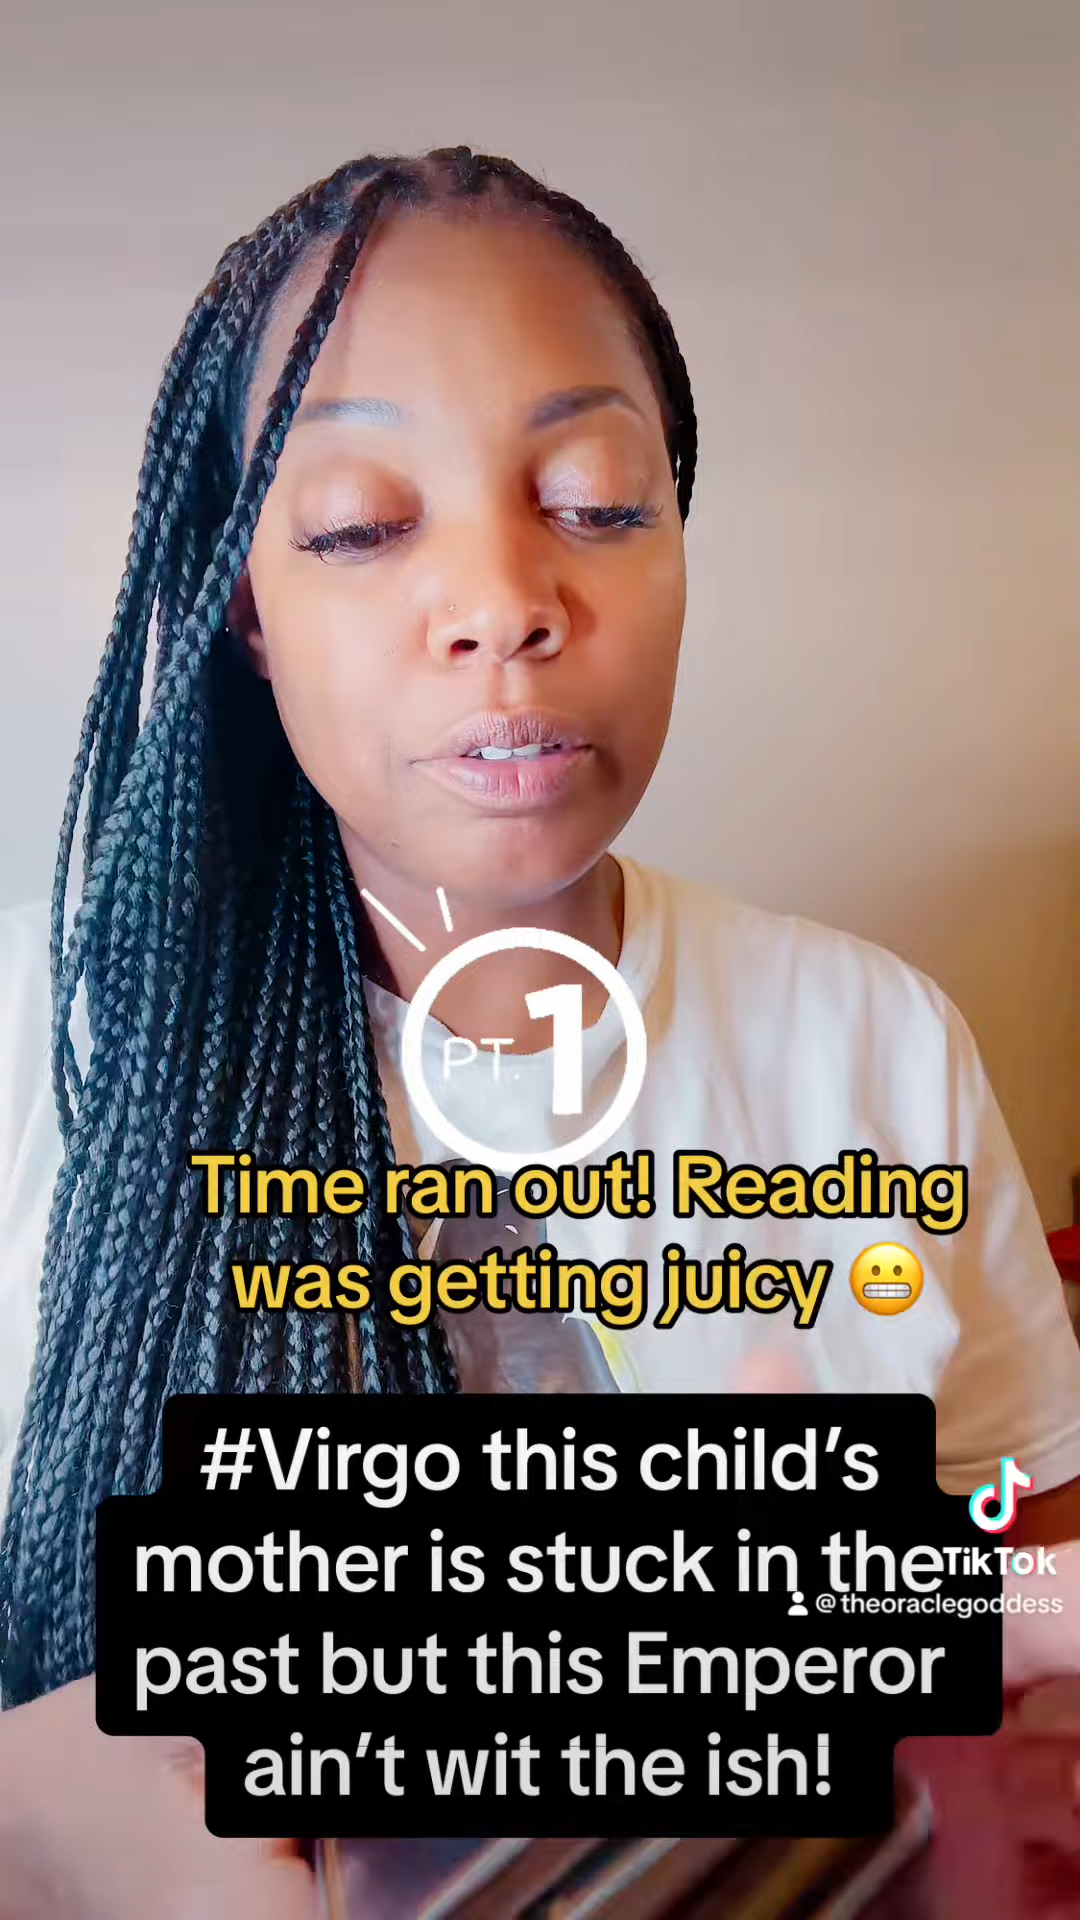 PT. 1
Time ran out! Reading
was getting juicy 😬
#Virgo this child’s
mother is stuck in the
past but this Emperor
ain’t wit the ish!
TikTok
@theoraclegoddess